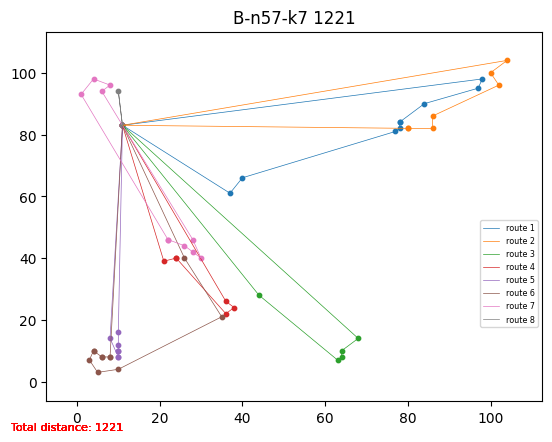 B-n57-k7 1221
100
80
60
40
20
0
route 1
route 2
route 3
route 4
route 5
route 6
route 7
route 8
0
20
40
60
80
100
Total distance: 1221